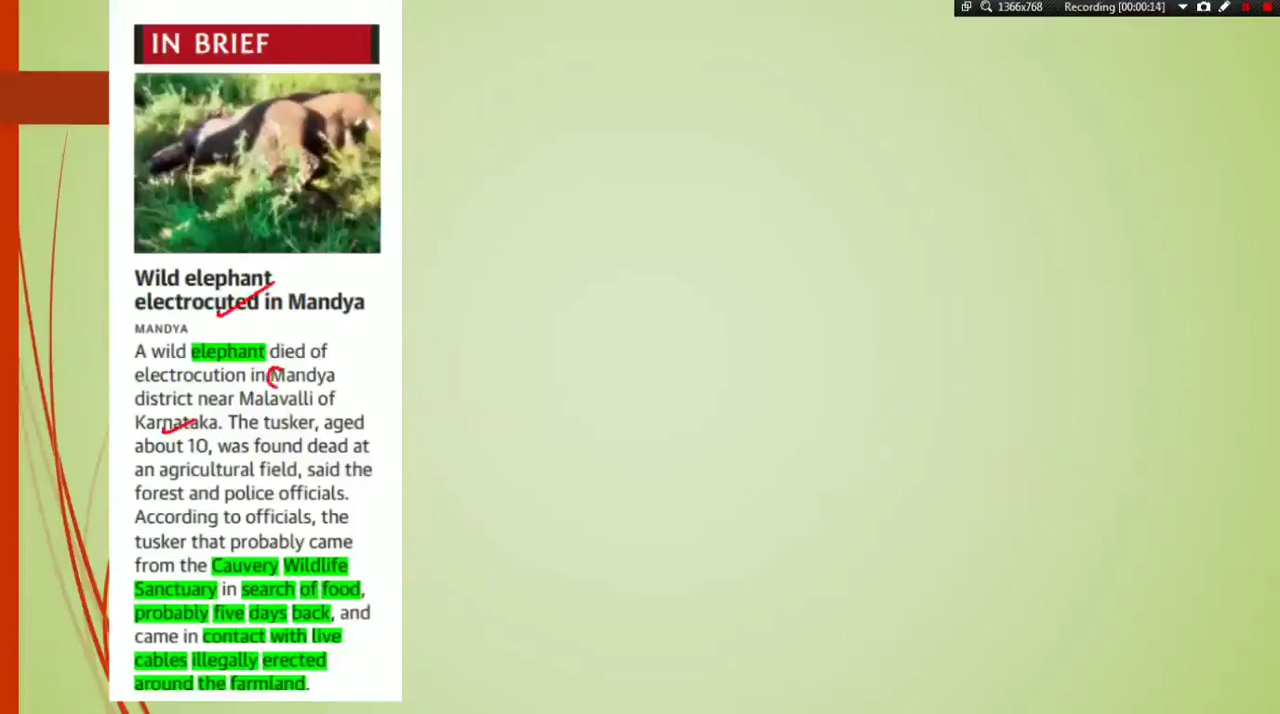 1366x768 Recording [00:00:14]
IN BRIEF
Wild elephant
electrocuted in Mandya
MANDYA
A wild elephant died of
electrocution in Mandya
district near Malavalli of
Karnataka. The tusker, aged
about 10, was found dead at
an agricultural field, said the
forest and police officials.
According to officials, the
tusker that probably came
from the Cauvery Wildlife
Sanctuary in search of food,
probably five days back, and
came in contact with live
cables illegally erected
around the farmland.